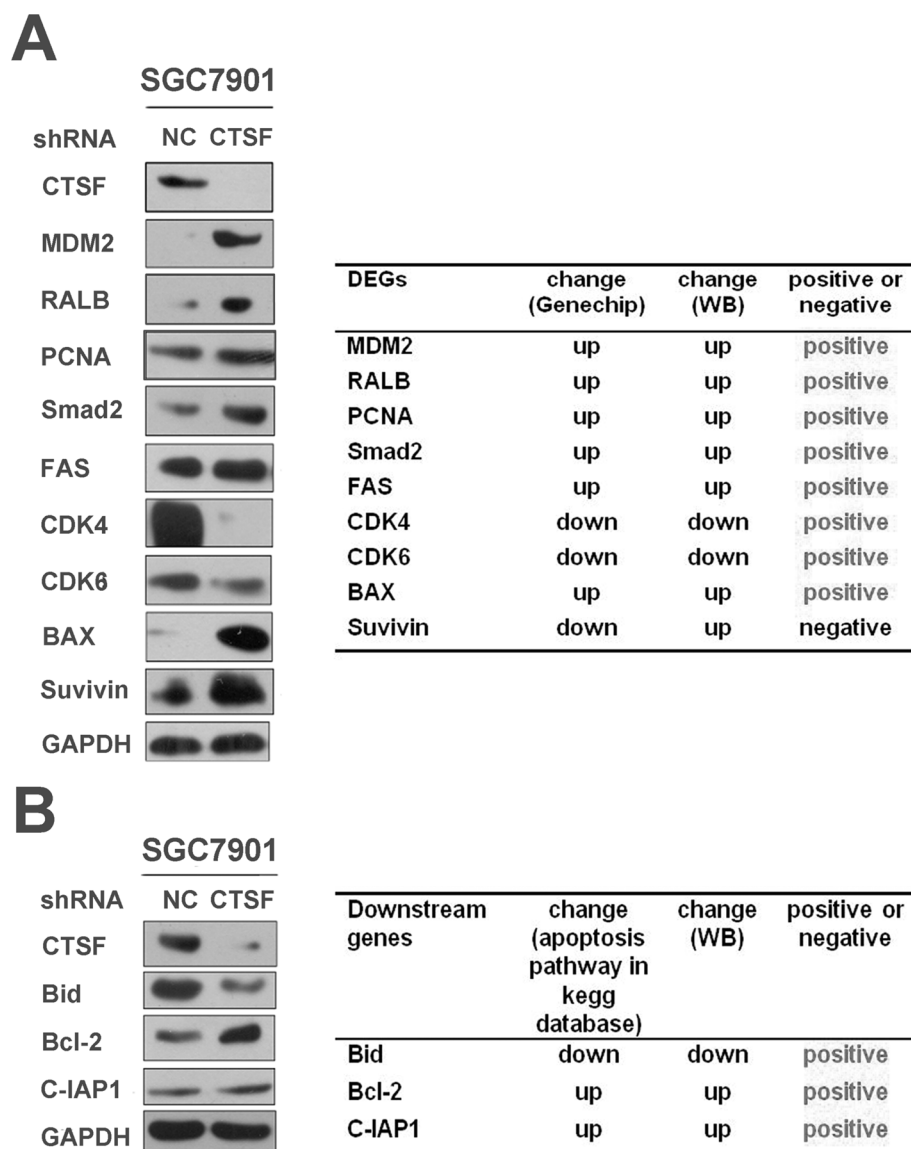 A
SGC7901
shRNA NC CTSF
CTSF
MDM2
RALB
PCNA
Smad2
FAS
CDK4
CDK6
BAX
Suvivin
GAPDH
DEGs change (Genechip) change (WB) positive or negative
MDM2 up up positive
RALB up up positive
PCNA up up positive
Smad2 up up positive
FAS up up positive
CDK4 down down positive
CDK6 down down positive
BAX up up positive
Suvivin down up negative
B
SGC7901
shRNA NC CTSF
CTSF
Bid
Bcl-2
C-IAP1
GAPDH
Downstream genes change (apoptosis pathway in kegg database) change (WB) positive or negative
Bid down down positive
Bcl-2 up up positive
C-IAP1 up up positive